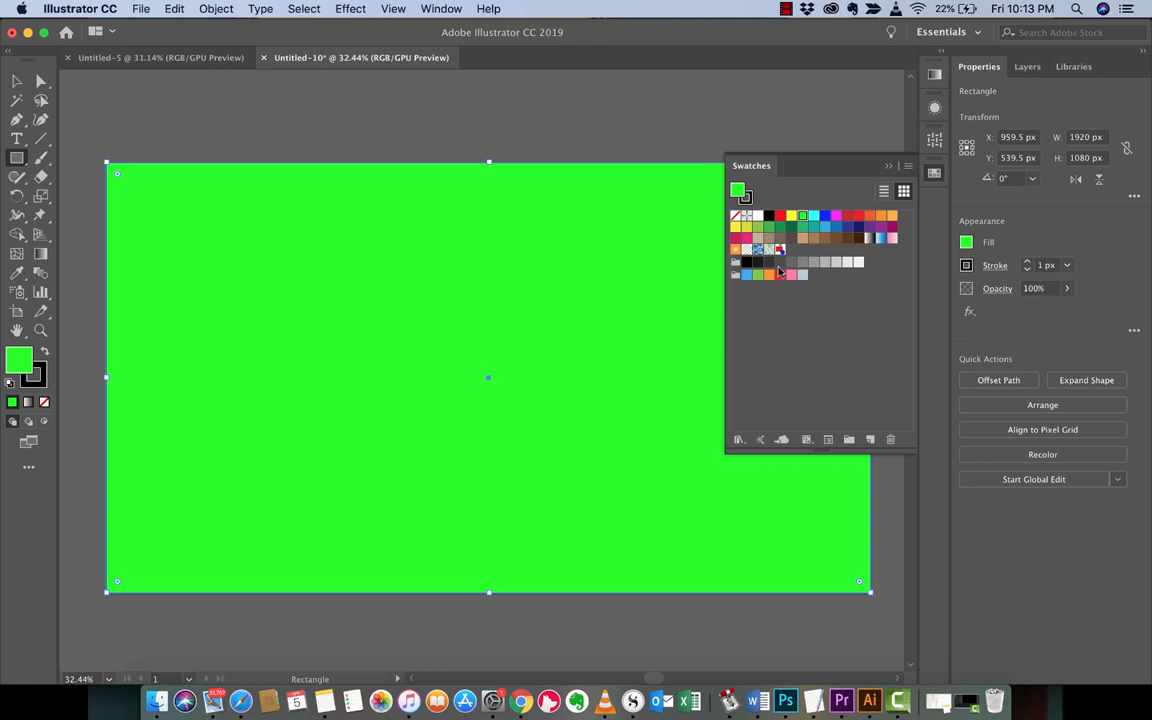 Illustrator CC File Edit Object Type Select Effect View Window Help 22% Fri 10:13 PM
Adobe Illustrator CC 2019 Essentials Search Adobe Stock
× Untitled-5 @ 31.14% (RGB/GPU Preview) × Untitled-10* @ 32.44% (RGB/GPU Preview)
Properties Layers Libraries
Rectangle
Transform
X: 959.5 px W: 1920 px
Y: 539.5 px H: 1080 px
0°
Swatches
Appearance
Fill
Stroke 1 px
Opacity 100%
fx.
Quick Actions
Offset Path Expand Shape
Arrange
Align to Pixel Grid
Recolor
Start Global Edit
32.44% 1 Rectangle